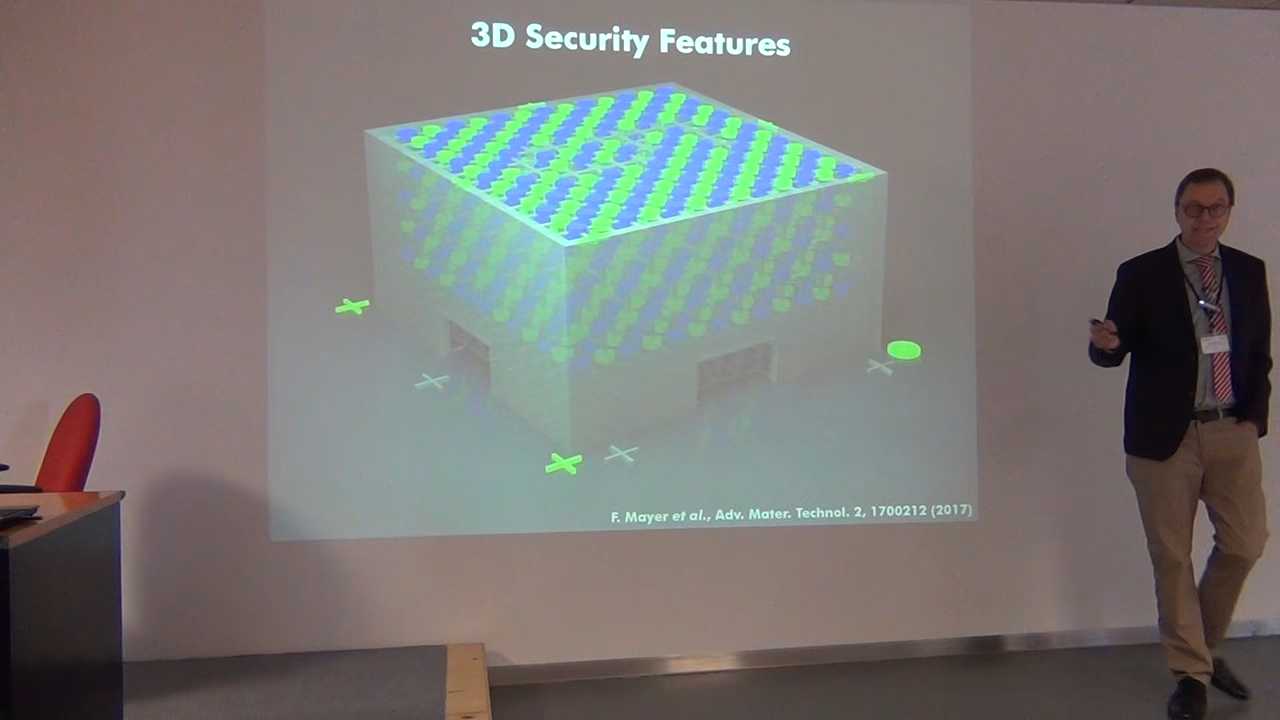 3D Security Features
F. Mayer et al., Adv. Mater. Technol. 2, 1700212 (2017)